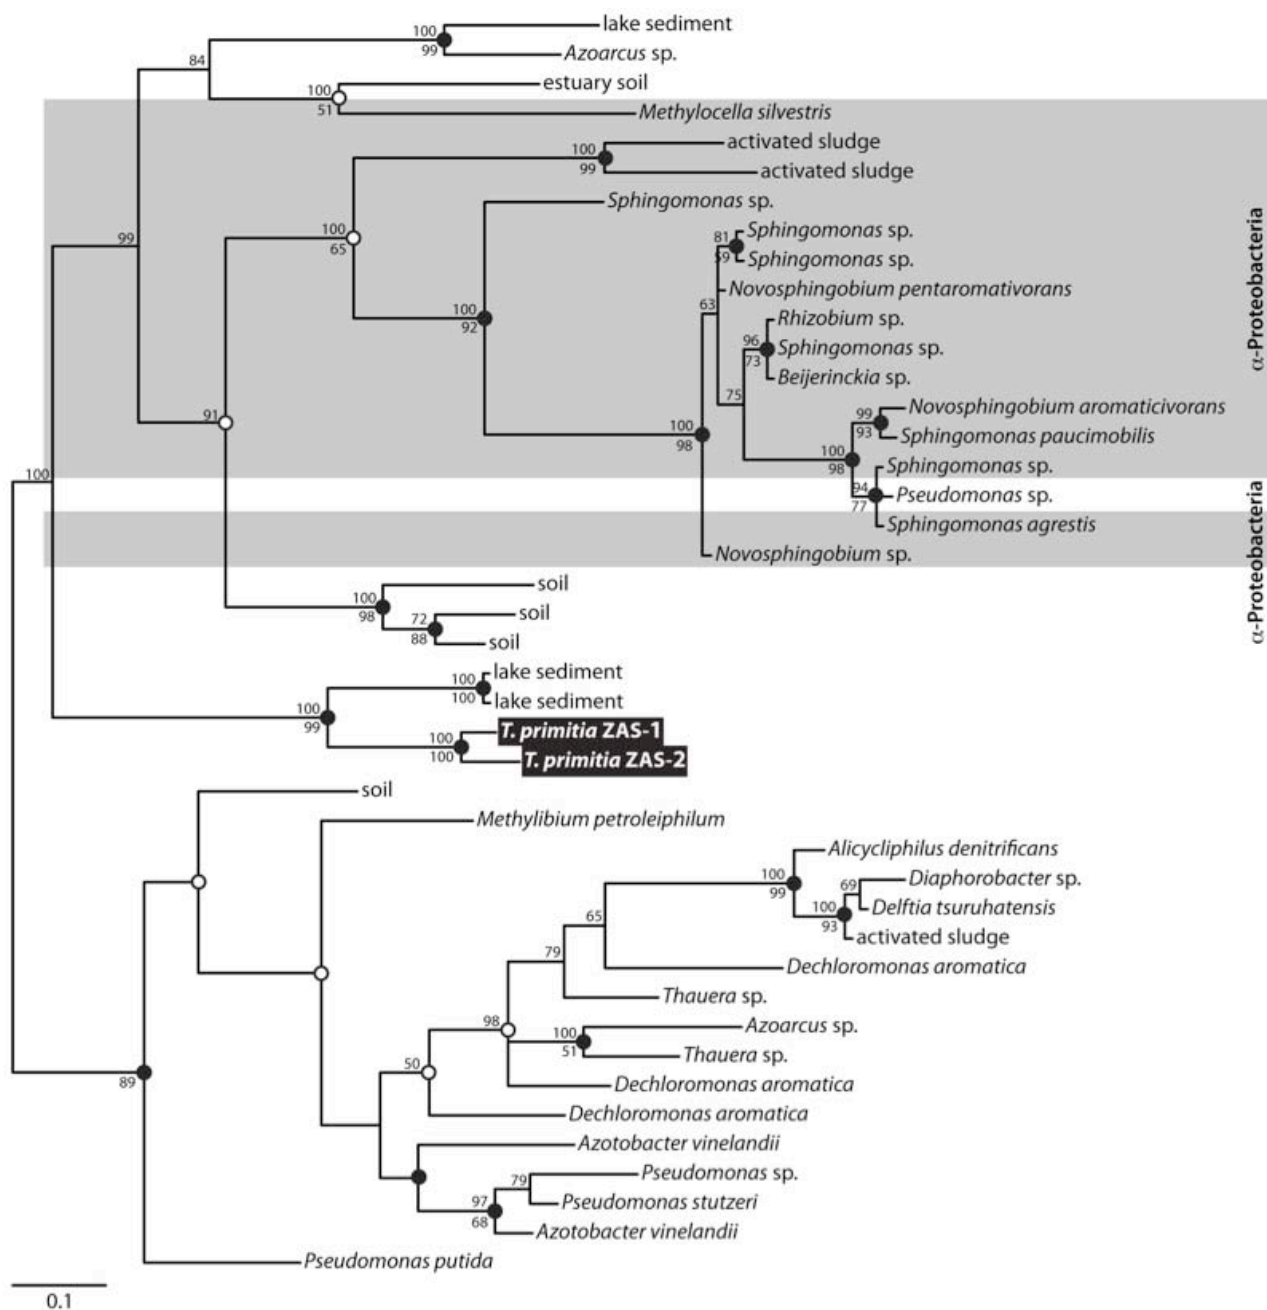 lake sediment
100
99
Azoarcus sp.
84
estuary soil
100
51
Methylocella silvestris
activated sludge
100
99
activated sludge
Sphingomonas sp.
Sphingomonas sp.
81
59
Sphingomonas sp.
99
100
65
Novosphingobium pentaromativorans
63
Rhizobium sp.
100
92
96
73
Sphingomonas sp.
Beijerinckia sp.
75
Novosphingobium aromaticivorans
99
93
91
Sphingomonas paucimobilis
100
98
100
98
Sphingomonas sp.
100
94
77
Pseudomonas sp.
Sphingomonas agrestis
Novosphingobium sp.
α-Proteobacteria
α-Proteobacteria
soil
100
98
soil
72
88
soil
lake sediment
100
100
lake sediment
100
99
T. primitia ZAS-1
100
100
T. primitia ZAS-2
soil
Methylibium petroleiphilum
Alicycliphilus denitrificans
100
99
Diaphorobacter sp.
69
Delftia tsuruhatensis
100
93
activated sludge
65
79
Dechloromonas aromatica
Thauera sp.
98
Azoarcus sp.
100
51
Thauera sp.
50
89
Dechloromonas aromatica
Dechloromonas aromatica
Azotobacter vinelandii
Pseudomonas sp.
79
Pseudomonas stutzeri
97
68
Azotobacter vinelandii
Pseudomonas putida
0.1